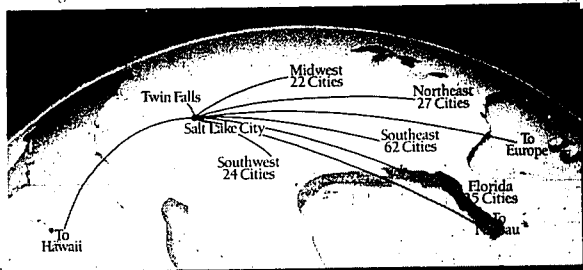 Midwest
22 Cities
Twin Falls
Northeast
27 Cities
Salt Lake City
Southeast
62 Cities
To
Europe
Southwest
24 Cities
Florida
Cities
To
Hawaii
To